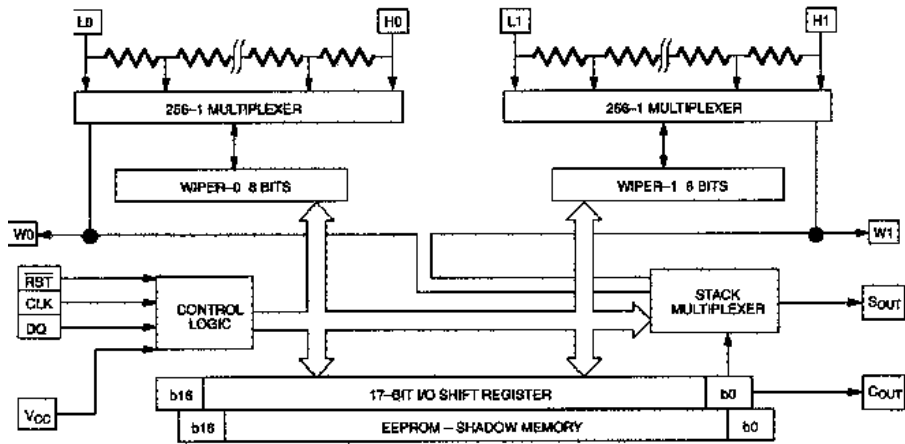 L0 H0 L1 H1
256–1 MULTIPLEXER 256–1 MULTIPLEXER
WIPER–0 8 BITS WIPER–1 8 BITS
W0 W1
RST
CLK
DQ
CONTROL
LOGIC
STACK
MULTIPLEXER
SOUT
b16 17–BIT I/O SHIFT REGISTER b0 COUT
VCC
b16 EEPROM – SHADOW MEMORY b0